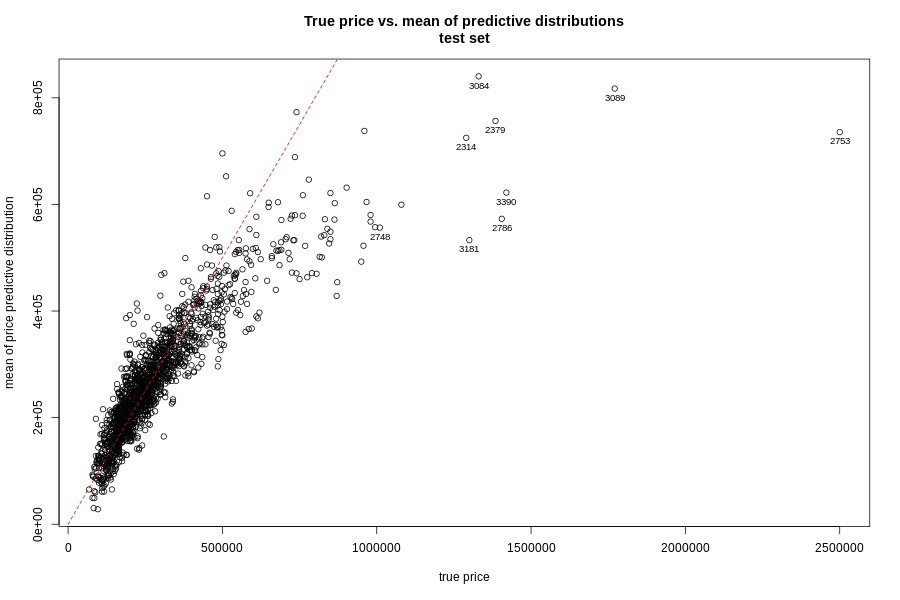 True price vs. mean of predictive distributions
test set
mean of price predictive distribution
8e+05
6e+05
4e+05
2e+05
0e+00
3084
3089
2379
2753
2314
3390
2786
2748
3181
0
500000
1000000
1500000
2000000
2500000
true price